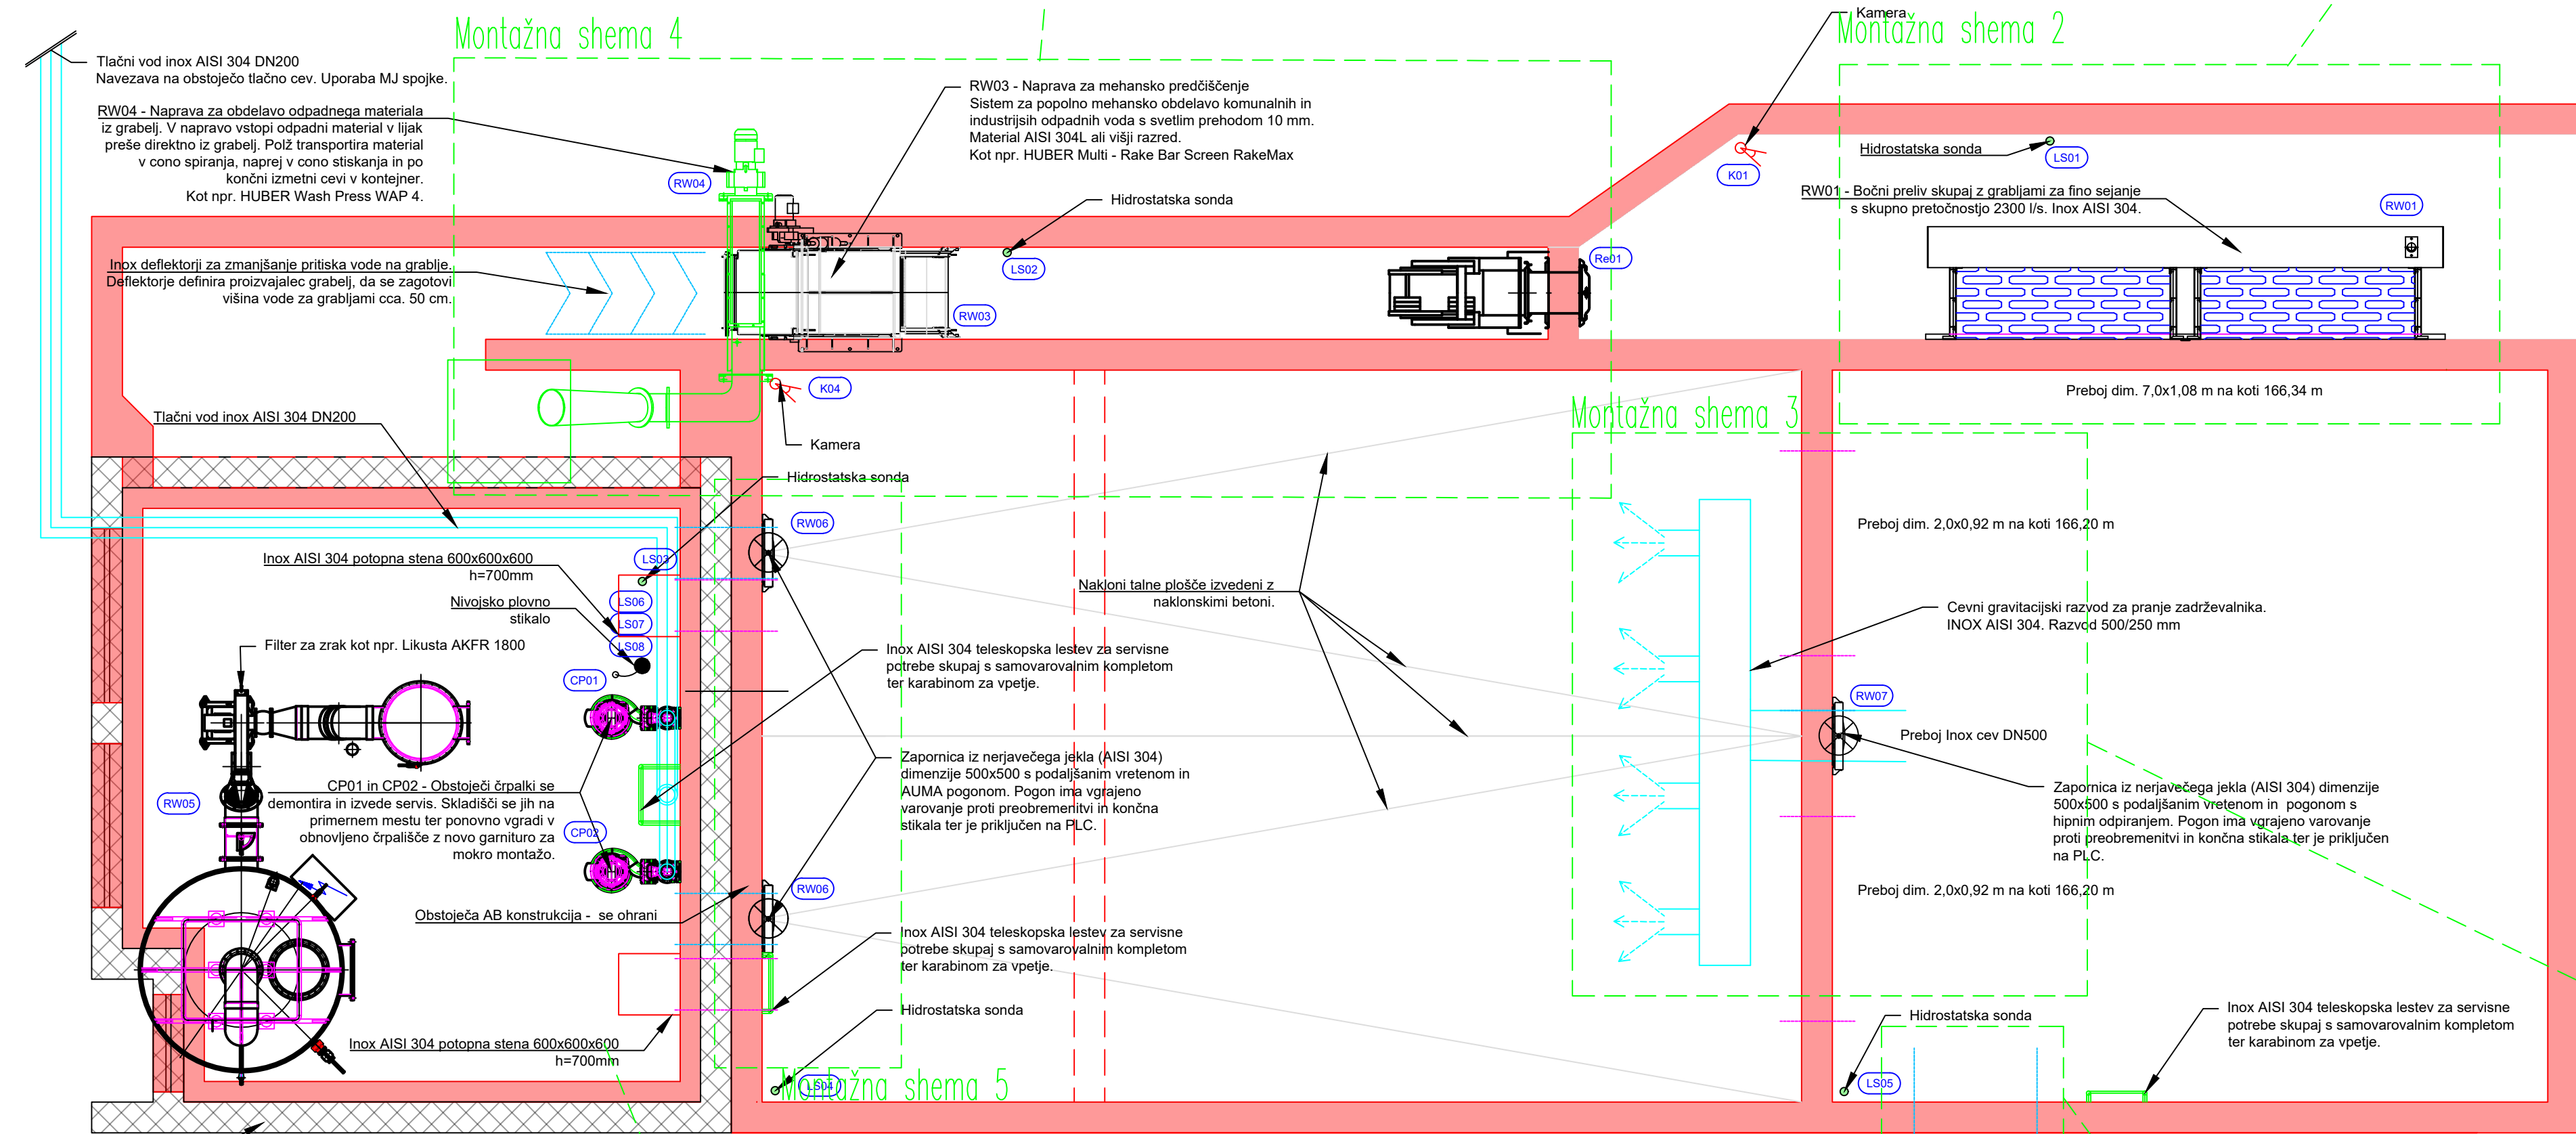 Montažna shema 4
Kamera
Montažna shema 2
Tlačni vod inox AISI 304 DN200
Navezava na obstoječo tlačno cev. Uporaba MJ spojke.
RW04 - Naprava za obdelavo odpadnega materiala
iz grabelj. V napravo vstopi odpadni material v lijak
preše direktno iz grabelj. Polž transportira material
v cono spiranja, naprej v cono stiskanja in po
končni izmetni cevi v kontejner.
Kot npr. HUBER Wash Press WAP 4.
RW04
RW03 - Naprava za mehansko predčiščenje
Sistem za popolno mehansko obdelavo komunalnih in
industrijsih odpadnih voda s svetlim prehodom 10 mm.
Material AISI 304L ali višji razred.
Kot npr. HUBER Multi - Rake Bar Screen RakeMax
Hidrostatska sonda
LS02
K01
Hidrostatska sonda
LS01
RW01 - Bočni preliv skupaj z grabljami za fino sejanje
s skupno pretočnostjo 2300 l/s. Inox AISI 304.
RW01
Inox deflektorji za zmanjšanje pritiska vode na grablje.
Deflektorje definira proizvajalec grabelj, da se zagotovi
višina vode za grabljami cca. 50 cm.
RW03
Re01
K04
Kamera
Preboj dim. 7,0x1,08 m na koti 166,34 m
Montažna shema 3
Tlačni vod inox AISI 304 DN200
Hidrostatska sonda
RW06
Preboj dim. 2,0x0,92 m na koti 166,20 m
Inox AISI 304 potopna stena 600x600x600
h=700mm
LS03
LS06
LS07
LS08
Nivojsko plovno
stikalo
Nakloni talne plošče izvedeni z
naklonskimi betoni.
Cevni gravitacijski razvod za pranje zadrževalnika.
INOX AISI 304. Razvod 500/250 mm
Filter za zrak kot npr. Likusta AKFR 1800
CP01
Inox AISI 304 teleskopska lestev za servisne
potrebe skupaj s samovarovalnim kompletom
ter karabinom za vpetje.
RW07
Preboj Inox cev DN500
Zapornica iz nerjavečega jekla (AISI 304)
dimenzije 500x500 s podaljšanim vretenom in
AUMA pogonom. Pogon ima vgrajeno
varovanje proti preobremenitvi in končna
stikala ter je priključen na PLC.
Zapornica iz nerjavečega jekla (AISI 304) dimenzije
500x500 s podaljšanim vretenom in  pogonom s
hipnim odpiranjem. Pogon ima vgrajeno varovanje
proti preobremenitvi in končna stikala ter je priključen
na PLC.
RW05
CP01 in CP02 - Obstoječi črpalki se
demontira in izvede servis. Skladišči se jih na
primernem mestu ter ponovno vgradi v
obnovljeno črpališče z novo garnituro za
mokro montažo.
CP02
RW06
Preboj dim. 2,0x0,92 m na koti 166,20 m
Obstoječa AB konstrukcija -  se ohrani
Inox AISI 304 teleskopska lestev za servisne
potrebe skupaj s samovarovalnim kompletom
ter karabinom za vpetje.
Hidrostatska sonda
Inox AISI 304 potopna stena 600x600x600
h=700mm
LS04
Montažna shema 5
Hidrostatska sonda
LS05
Inox AISI 304 teleskopska lestev za servisne
potrebe skupaj s samovarovalnim kompletom
ter karabinom za vpetje.